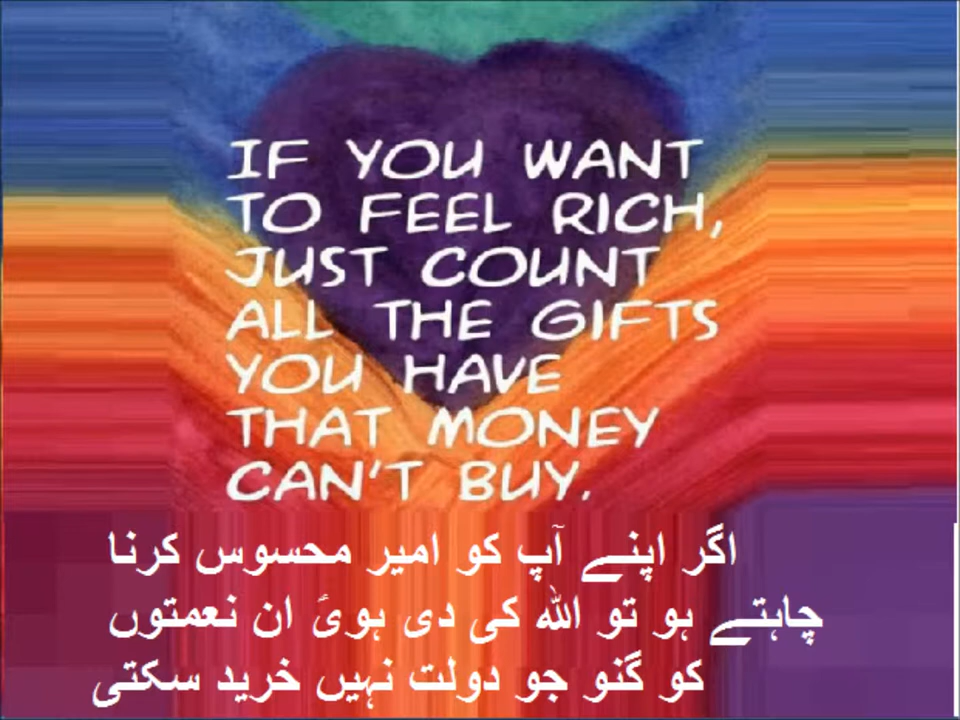 IF YOU WANT
TO FEEL RICH,
JUST COUNT
ALL THE GIFTS
YOU HAVE
THAT MONEY
CAN'T BUY.
اگر اپنے آپ کو امیر محسوس کرنا
چاہتے ہو تو اللہ کی دی ہوئ ان نعمتوں
کو گنو جو دولت نہیں خرید سکتی